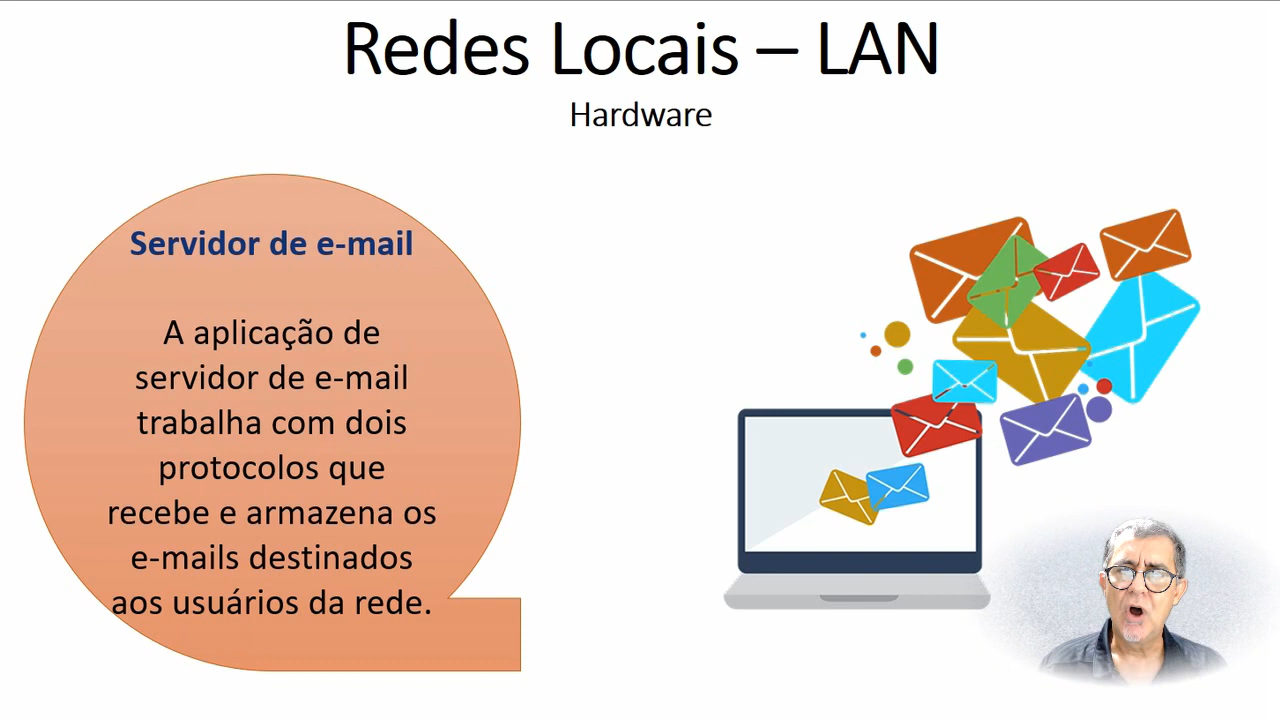 Redes Locais – LAN
Hardware
Servidor de e-mail
A aplicação de
servidor de e-mail
trabalha com dois
protocolos que
recebe e armazena os
e-mails destinados
aos usuários da rede.